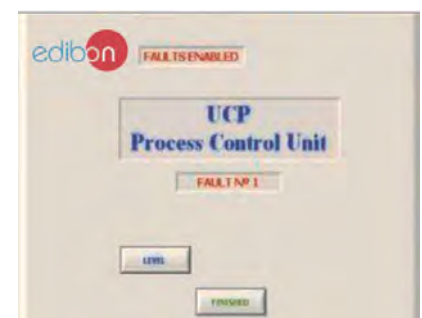 edibon
FAULTS ENABLED
UCP
Process Control Unit
FAULT Nº 1
LEVEL
FINISHED